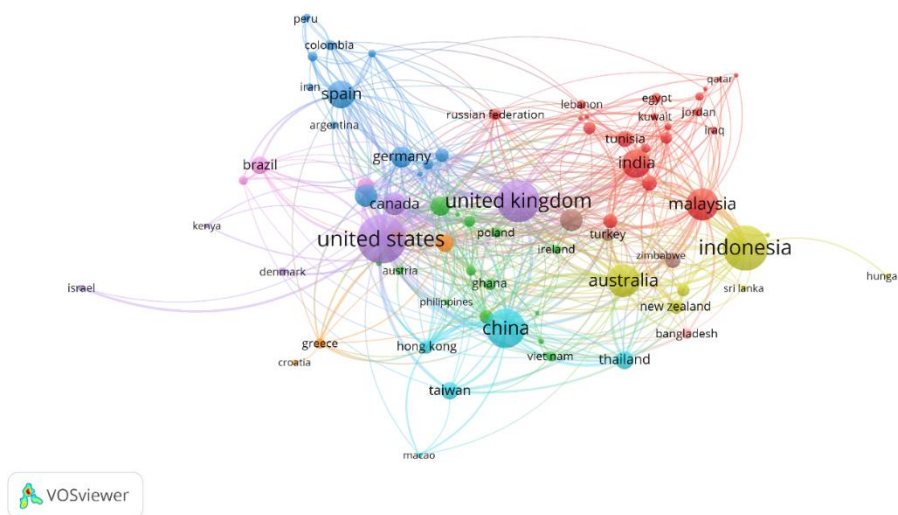 peru
colombia
iran
spain
argentina
qatar
lebanon
egypt
russian federation
kuwait
jordan
iraq
tunisia
germany
india
brazil
canada
united kingdom
malaysia
kenya
united states
poland
turkey
indonesia
ireland
zimbabwe
israel
denmark
austria
ghana
australia
sri lanka
hunga
philippines
new zealand
greece
hong kong
china
bangladesh
croatia
viet nam
thailand
taiwan
macao
VOSviewer